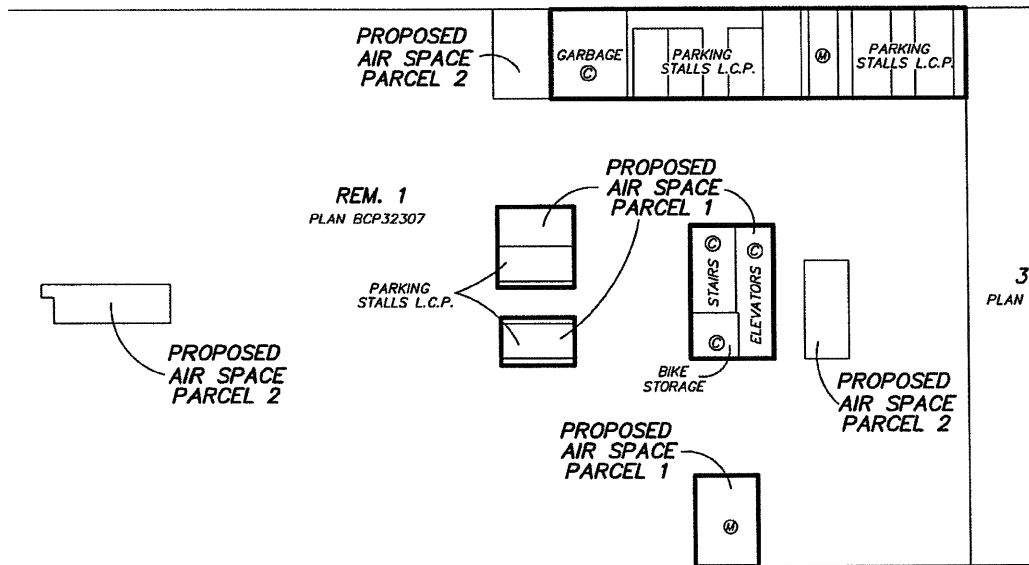 PROPOSED
AIR SPACE
PARCEL 2
GARBAGE
C
PARKING
STALLS L.C.P.
M
PARKING
STALLS L.C.P.
REM. 1
PLAN BCP32307
PROPOSED
AIR SPACE
PARCEL 1
PARKING
STALLS L.C.P.
STAIRS
C
ELEVATORS
C
C
BIKE
STORAGE
3
PLAN
PROPOSED
AIR SPACE
PARCEL 2
PROPOSED
AIR SPACE
PARCEL 2
PROPOSED
AIR SPACE
PARCEL 1
M